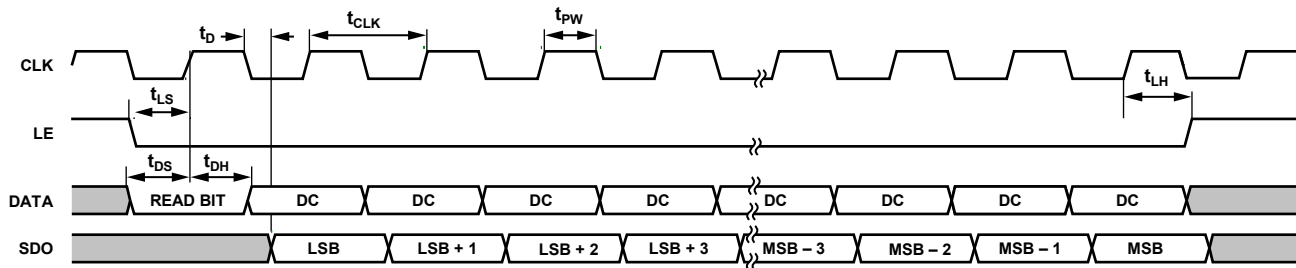 tD
tCLK
tPW
CLK
tLS
tLH
LE
tDS
tDH
DATA
READ BIT DC DC DC DC DC DC DC DC
SDO
LSB LSB + 1 LSB + 2 LSB + 3 MSB – 3 MSB – 2 MSB – 1 MSB